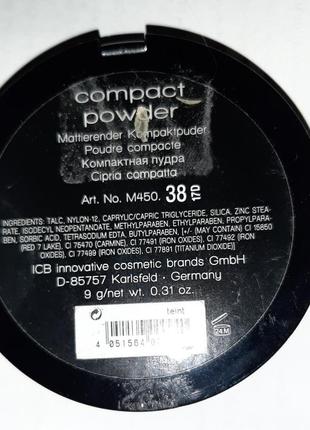 compact
powder
Mattierender Kompaktpuder
Poudre compacte
Компактная пудра
Cipria compatta
Art. No. M450. 38
INGREDIENTS: TALC, NYLON-12, CAPRYLIC/CAPRIC TRIGLYCERIDE, SILICA, ZINC STEA-
RATE, ISODECYL NEOPENTANOATE, METHYLPARABEN, ETHYLPARABEN, PROPYLPARA-
BEN, SORBIC ACID, TETRASODIUM EDTA, BUTYLPARABEN, [+/- (MAY CONTAIN) CI 15850
(RED 7 LAKE), CI 75470 (CARMINE), CI 77491 (IRON OXIDES), CI 77492 (IRON
OXIDES), CI 77499 (IRON OXIDES), CI 77891 (TITANIUM DIOXIDE)]
ICB innovative cosmetic brands GmbH
D-85757 Karlsfeld · Germany
9 g/net wt. 0.31 oz.
teint
24 M
4 051564